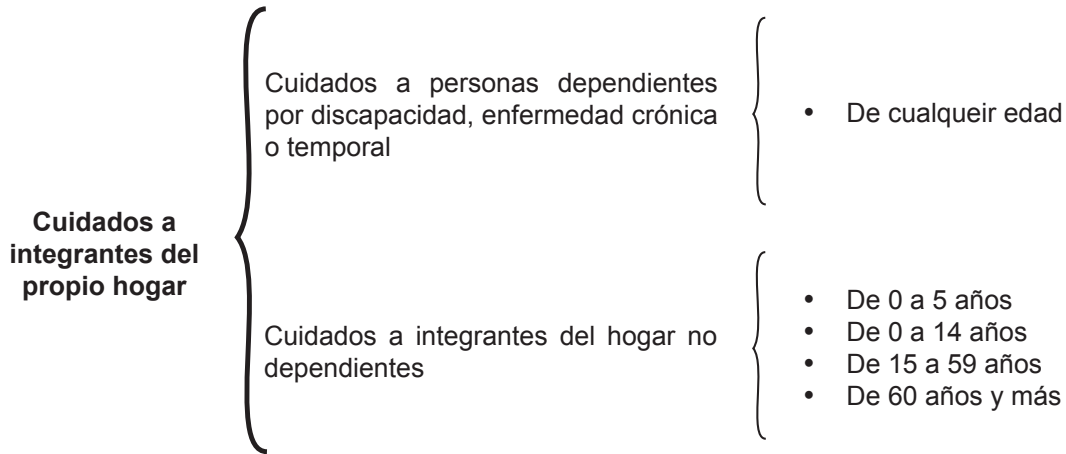 Cuidados a
integrantes del
propio hogar
Cuidados a personas dependientes
por discapacidad, enfermedad crónica
o temporal
• De cualqueir edad
Cuidados a integrantes del hogar no
dependientes
• De 0 a 5 años
• De 0 a 14 años
• De 15 a 59 años
• De 60 años y más